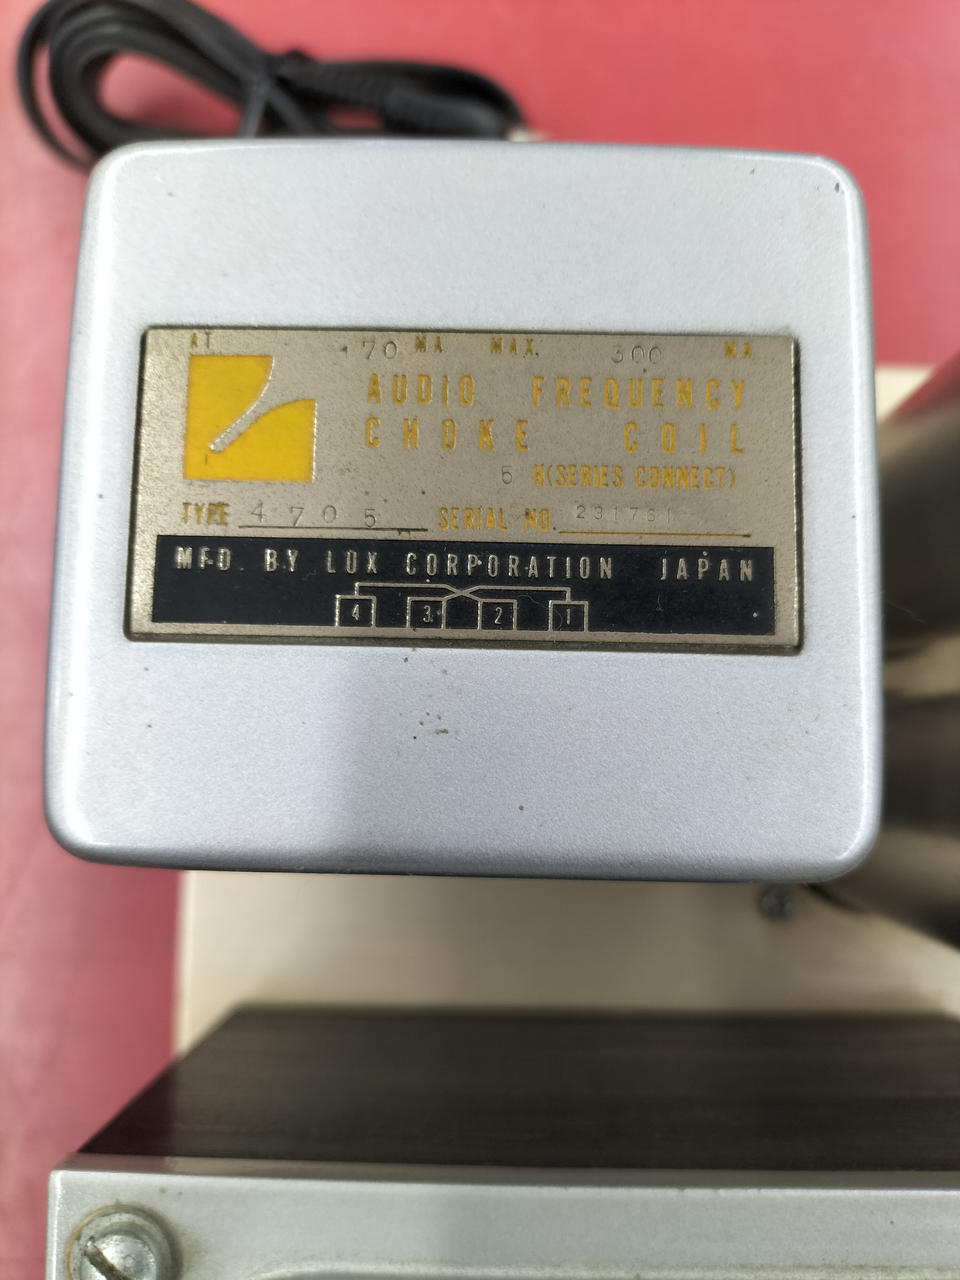 AT 170 MA MAX. 300 MA
AUDIO FREQUENCY
CHOKE COIL
5 H(SERIES CONNECT)
TYPE 4705 SERIAL NO. 231761
MFD. BY LUX CORPORATION JAPAN
4 3 2 1